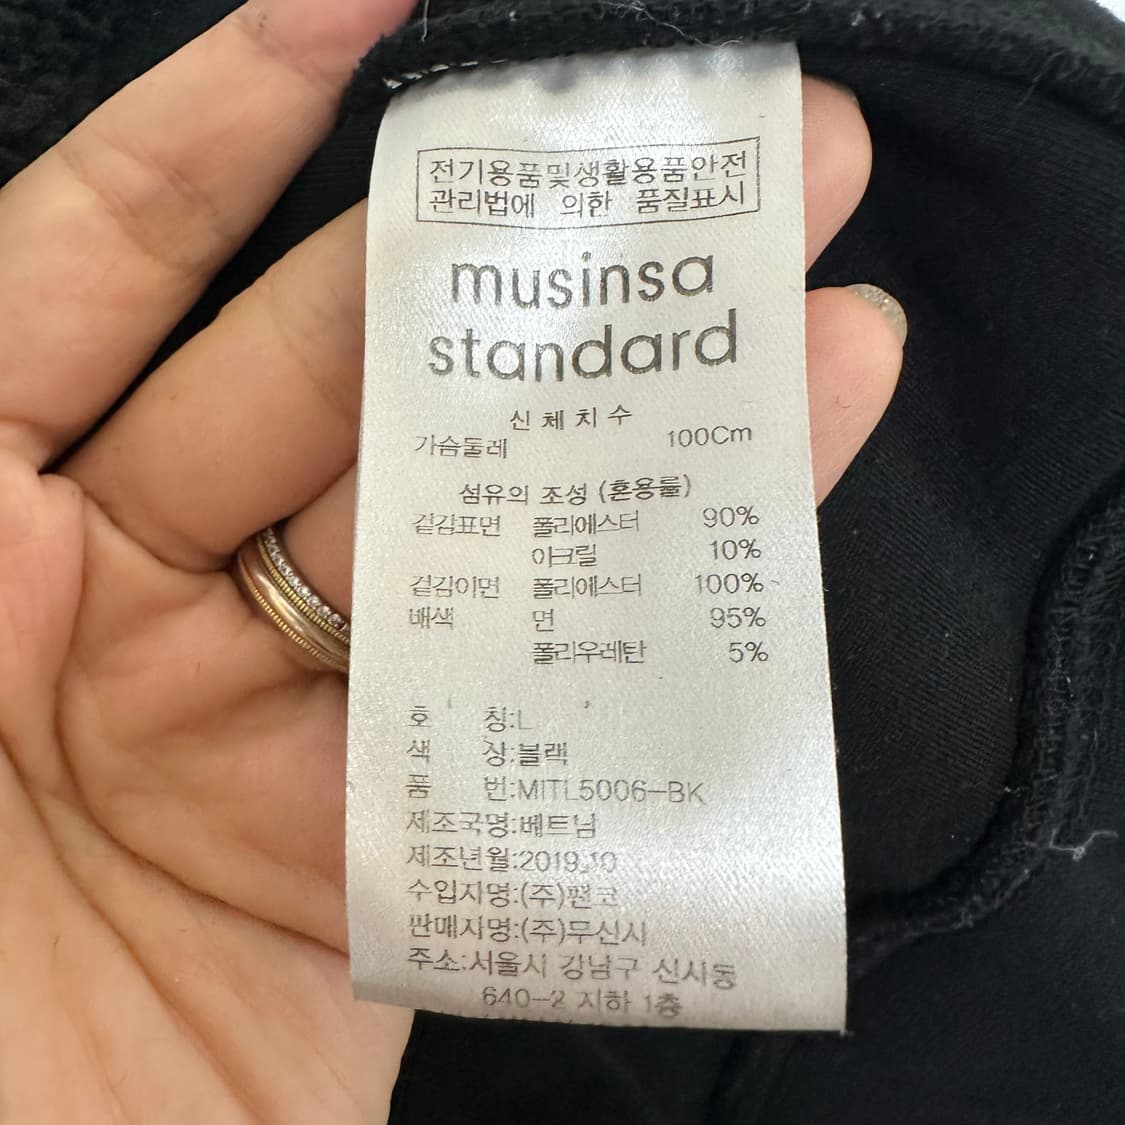 전기용품및생활용품안전
관리법에 의한 품질표시
musinsa
standard
신체치수
가슴둘레 100Cm
섬유의 조성 (혼용률)
겉감표면 폴리에스터 90%
아크릴 10%
겉감이면 폴리에스터 100%
배색 면 95%
폴리우레탄 5%
호 칭:L
색 상:블랙
품 번:MITL5006-BK
제조국명:베트남
제조년월:2019.10
수입자명:(주)팬코
판매자명:(주)무신사
주소:서울시 강남구 신사동
640-2 지하 1층